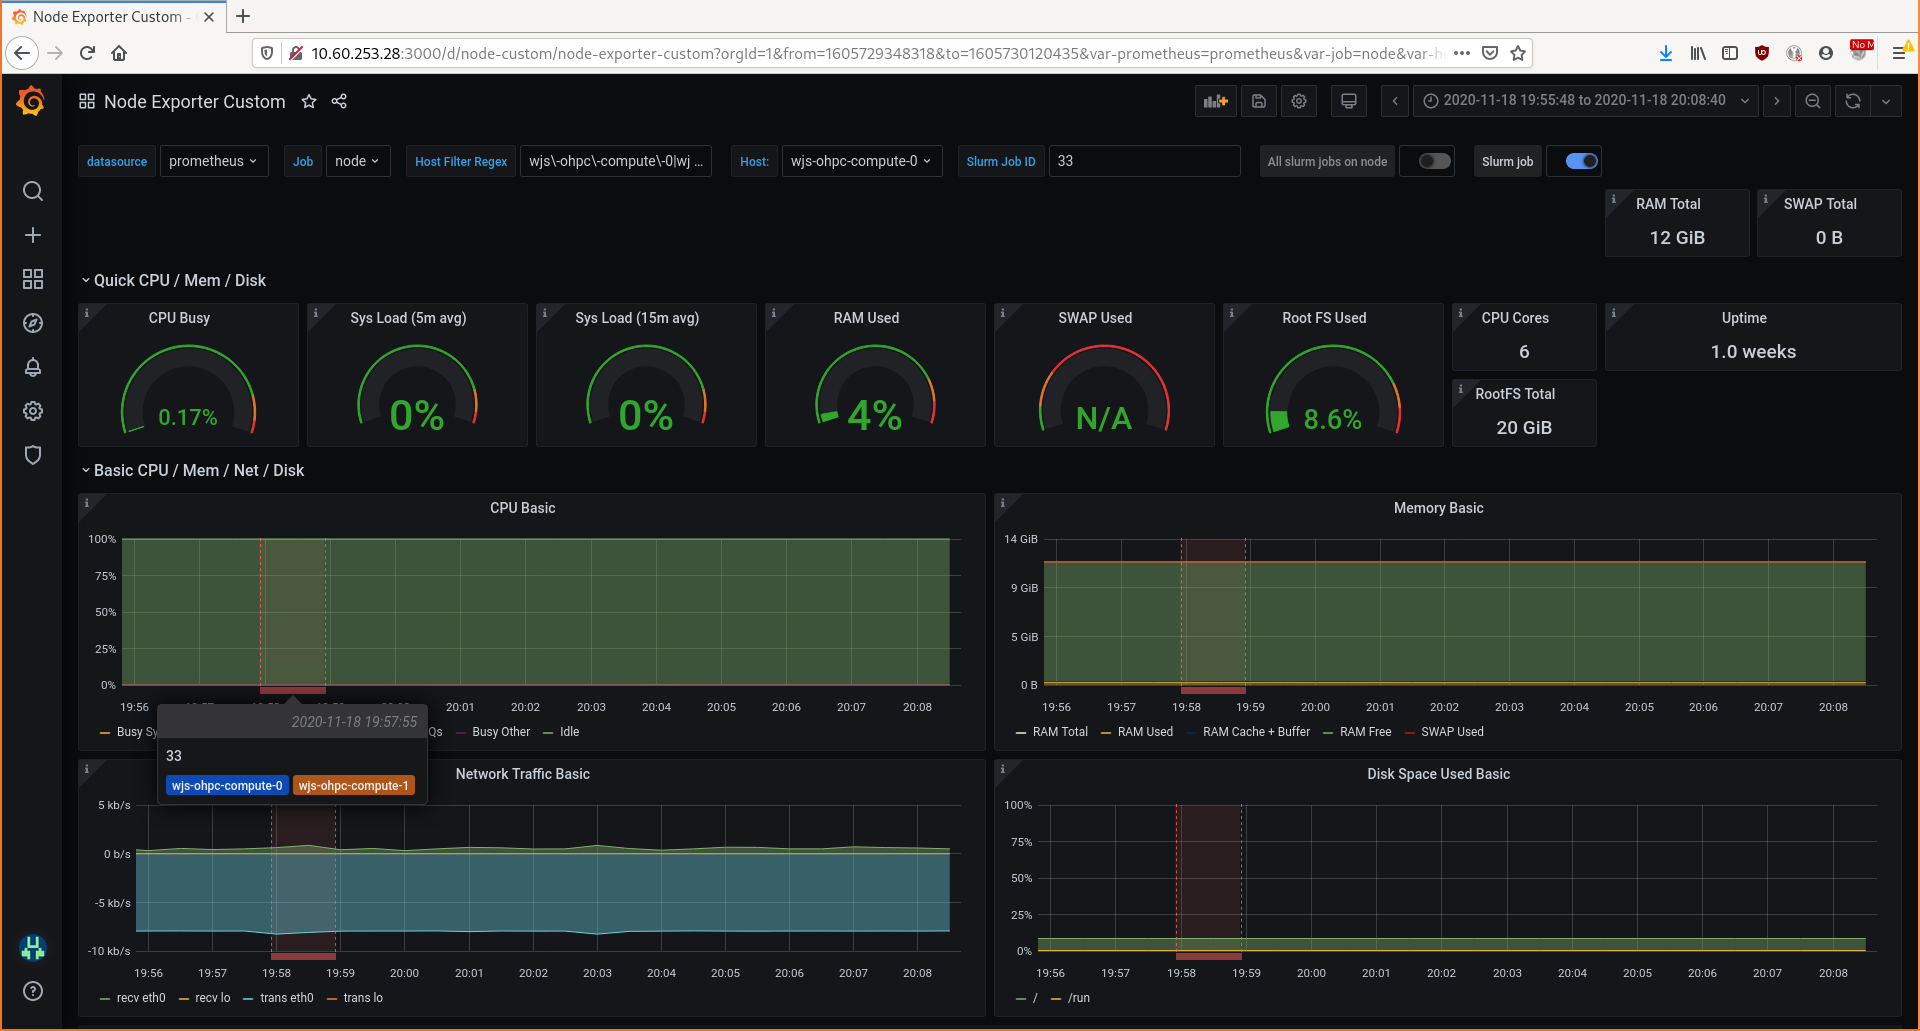 Node Exporter Custom -
10.60.253.28:3000/d/node-custom/node-exporter-custom?orgId=1&from=1605729348318&to=1605730120435&var-prometheus=prometheus&var-job=node&var-h
No M
Node Exporter Custom
2020-11-18 19:55:48 to 2020-11-18 20:08:40
datasource prometheus Job node Host Filter Regex wjs\-ohpc\-compute\-0|wj ... Host: wjs-ohpc-compute-0 Slurm Job ID 33 All slurm jobs on node Slurm job
RAM Total SWAP Total
12 GiB 0 B
Quick CPU / Mem / Disk
CPU Busy Sys Load (5m avg) Sys Load (15m avg) RAM Used SWAP Used Root FS Used CPU Cores Uptime
6 1.0 weeks
RootFS Total
0.17% 0% 0% 4% N/A 8.6% 20 GiB
Basic CPU / Mem / Net / Disk
CPU Basic
100%
75%
50%
25%
0%
19:56 20:01 20:02 20:03 20:04 20:05 20:06 20:07 20:08
Busy Sy Qs Busy Other Idle
2020-11-18 19:57:55
33
wjs-ohpc-compute-0 wjs-ohpc-compute-1
Memory Basic
14 GiB
9 GiB
5 GiB
0 B
19:56 19:57 19:58 19:59 20:00 20:01 20:02 20:03 20:04 20:05 20:06 20:07 20:08
RAM Total RAM Used RAM Cache + Buffer RAM Free SWAP Used
Network Traffic Basic
5 kb/s
0 b/s
-5 kb/s
-10 kb/s
19:56 19:57 19:58 19:59 20:00 20:01 20:02 20:03 20:04 20:05 20:06 20:07 20:08
recv eth0 recv lo trans eth0 trans lo
Disk Space Used Basic
100%
75%
50%
25%
0%
19:56 19:57 19:58 19:59 20:00 20:01 20:02 20:03 20:04 20:05 20:06 20:07 20:08
/ /run